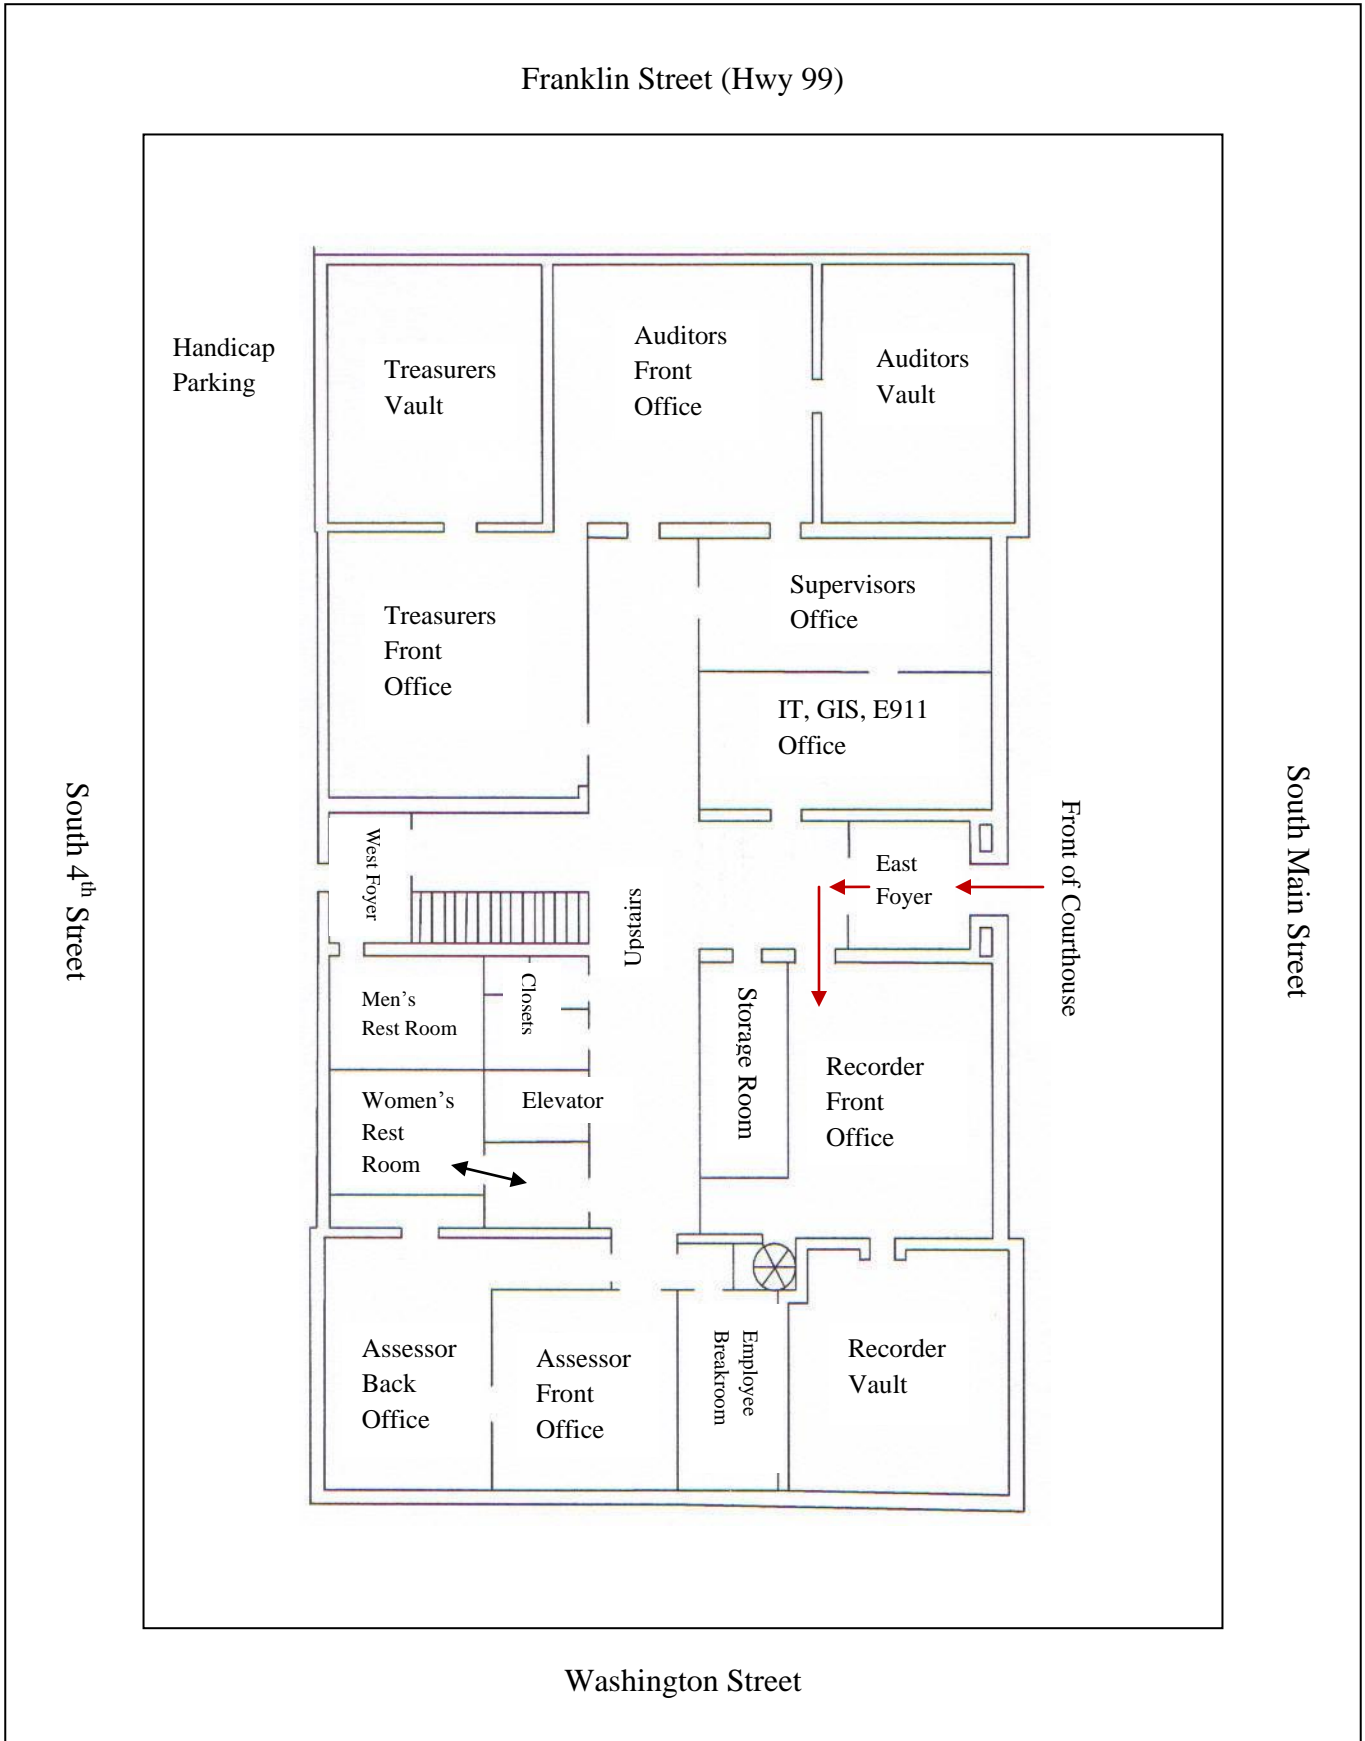 Franklin Street (Hwy 99)
Handicap
Parking
Treasurers
Vault
Auditors
Front
Office
Auditors
Vault
Treasurers
Front
Office
Supervisors
Office
IT, GIS, E911
Office
South 4th Street
West Foyer
Upstairs
East
Foyer
Front of Courthouse
South Main Street
Men’s
Rest Room
Closets
Storage Room
Women’s
Rest
Room
Elevator
Recorder
Front
Office
Assessor
Back
Office
Assessor
Front
Office
Employee
Breakroom
Recorder
Vault
Washington Street